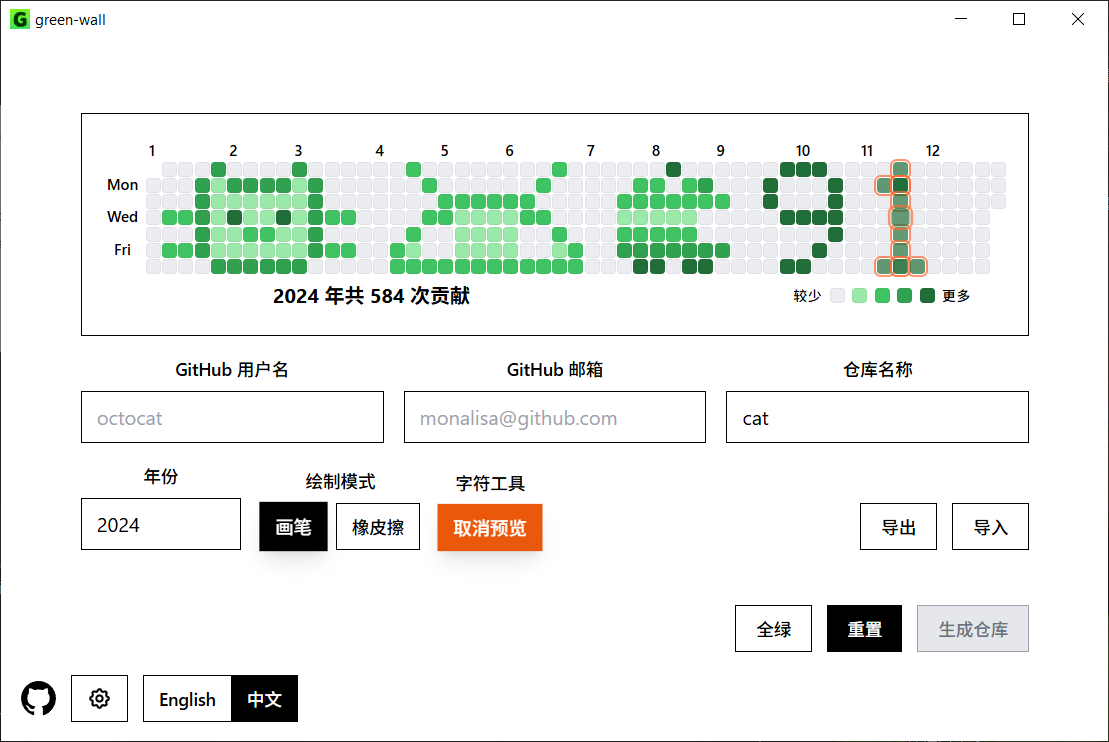 G green-wall
1 2 3 4 5 6 7 8 9 10 11 12
Mon
Wed
Fri
2024 年共 584 次贡献
较少 更多
GitHub 用户名 GitHub 邮箱 仓库名称
octocat monalisa@github.com cat
年份 绘制模式 字符工具
2024 画笔 橡皮擦 取消预览 导出 导入
全绿 重置 生成仓库
English 中文